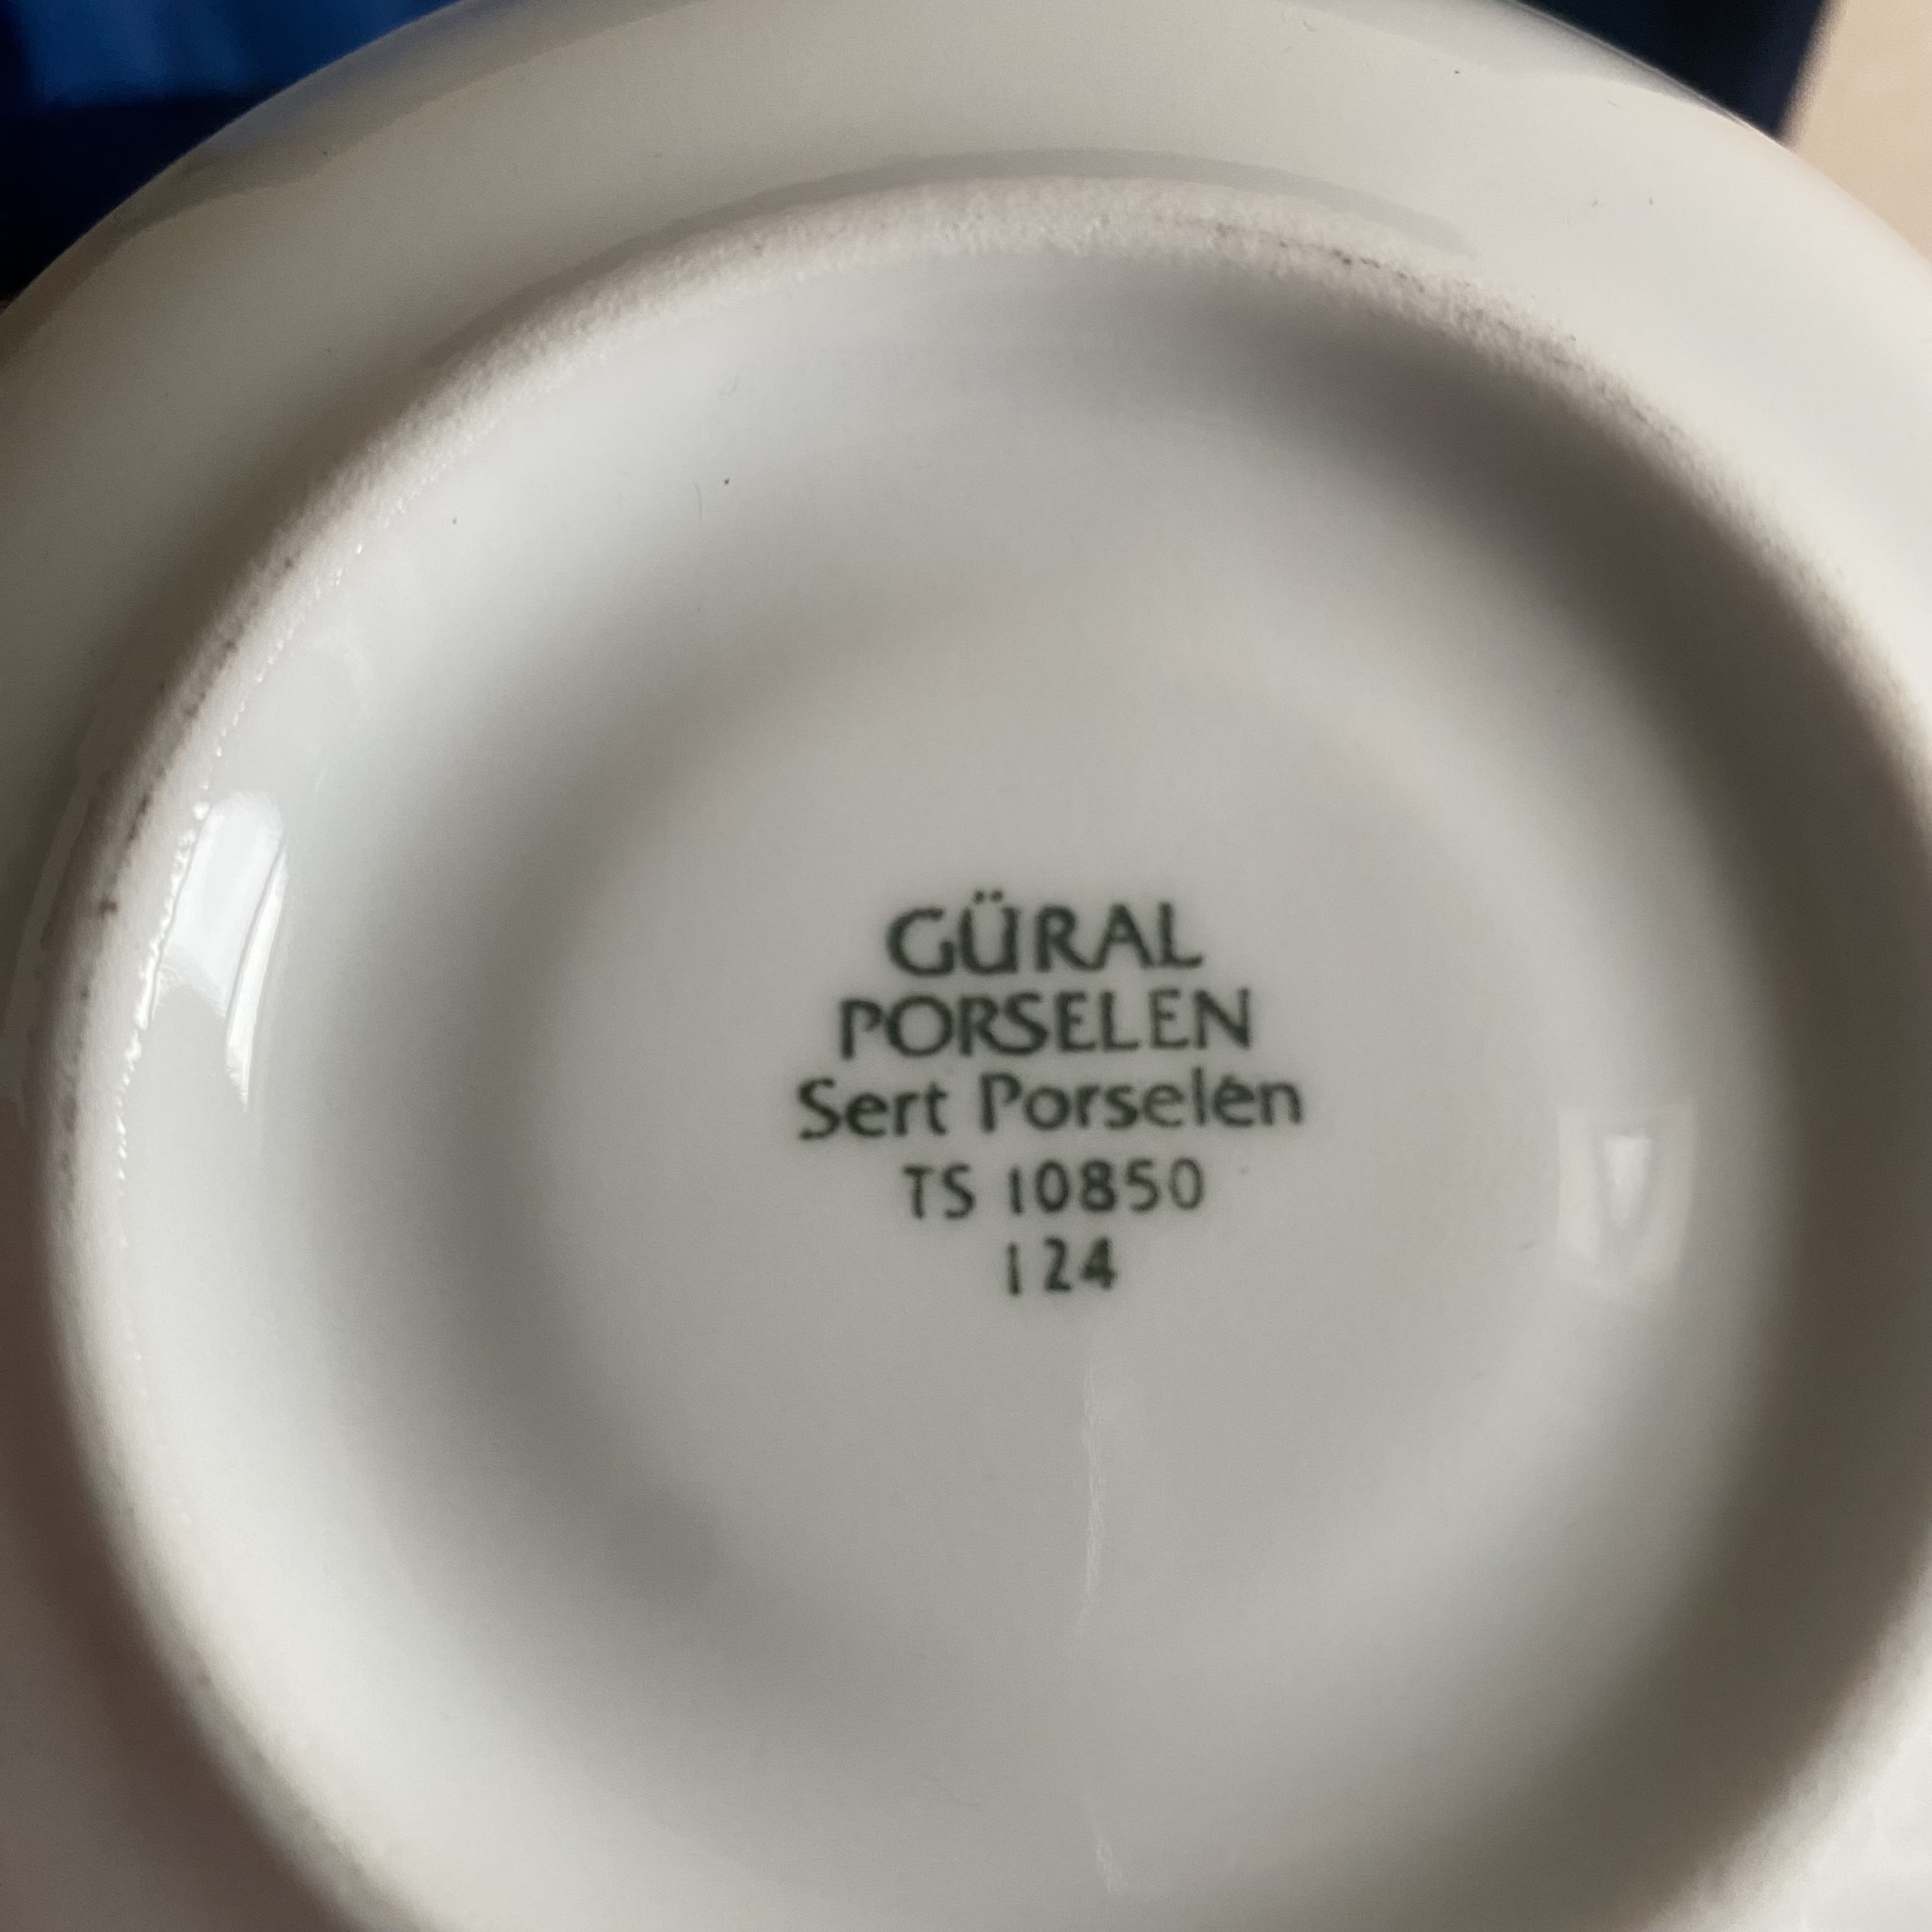 GÜRAL
PORSELEN
Sert Porselen
TS 10850
124